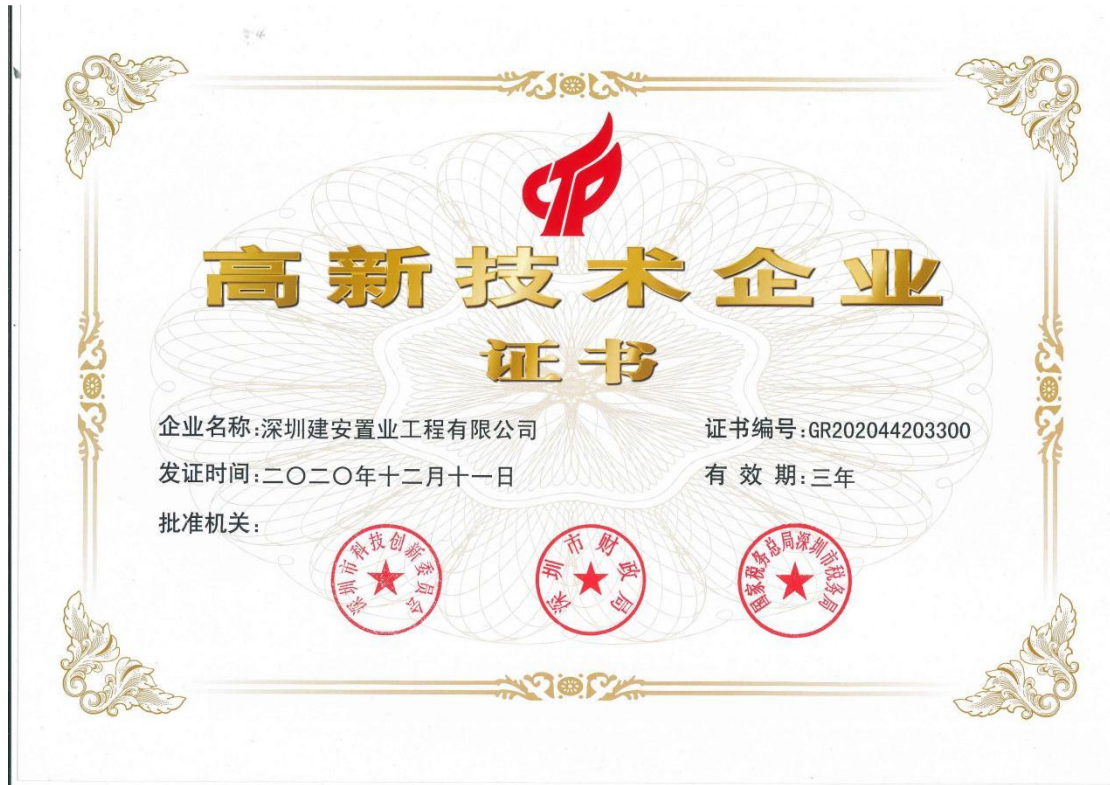 高新技术企业
证书
企业名称:深圳建安置业工程有限公司
证书编号:GR202044203300
发证时间:二〇二〇年十二月十一日
有 效 期:三年
批准机关:
深圳市科技创新委员会
深圳市财政局
国家税务总局深圳市税务局